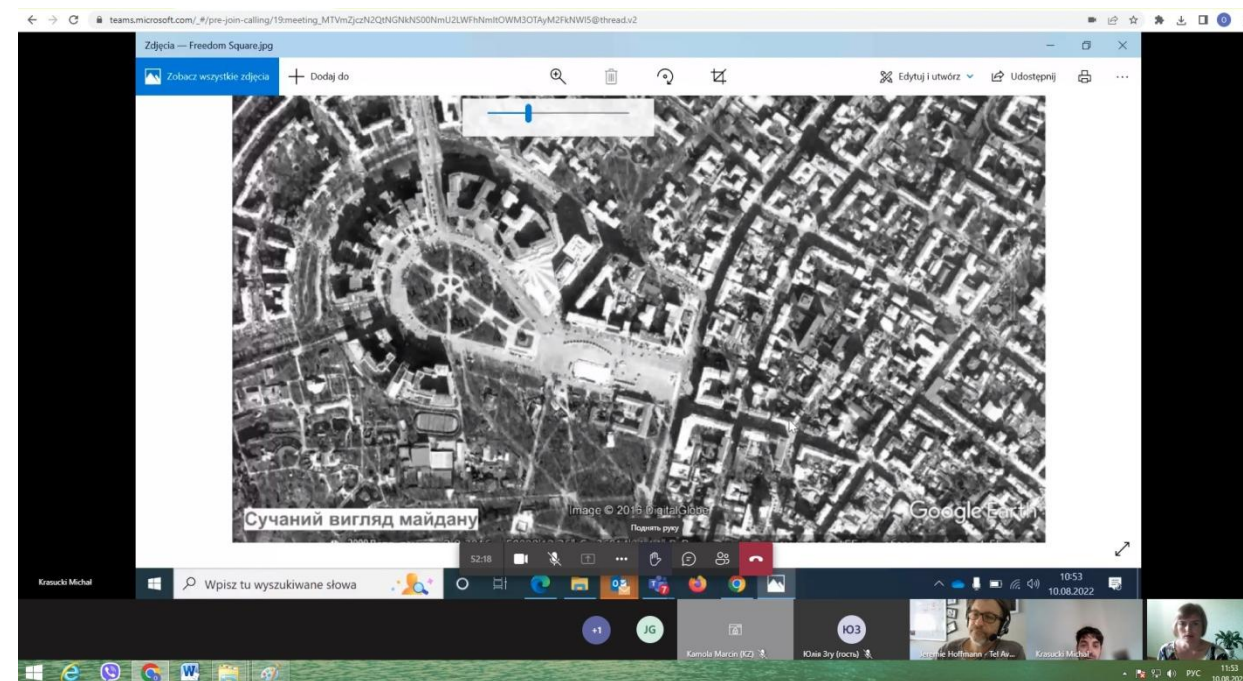 teams.microsoft.com/_#/pre-join-calling/19:meeting_MTVmZjczN2QtNGNkNS00NmU2LWFhNmItOWM3OTAyM2FkNWI5@thread.v2
Zdjęcia — Freedom Square.jpg
Zobacz wszystkie zdjęcia
Dodaj do
Edytuj i utwórz
Udostępnij
Сучаний вигляд майдану
Image © 2016 DigitalGlobe
Google Earth
Поднять руку
52:18
Krasucki Michał
Wpisz tu wyszukiwane słowa
10:53
10.08.2022
+1
JG
ЮЗ
Kamola Marcin (KZ)
Юлія Згу (гость)
Jeremie Hoffmann - Tel Av...
Krasucki Michał
РУС
11:53